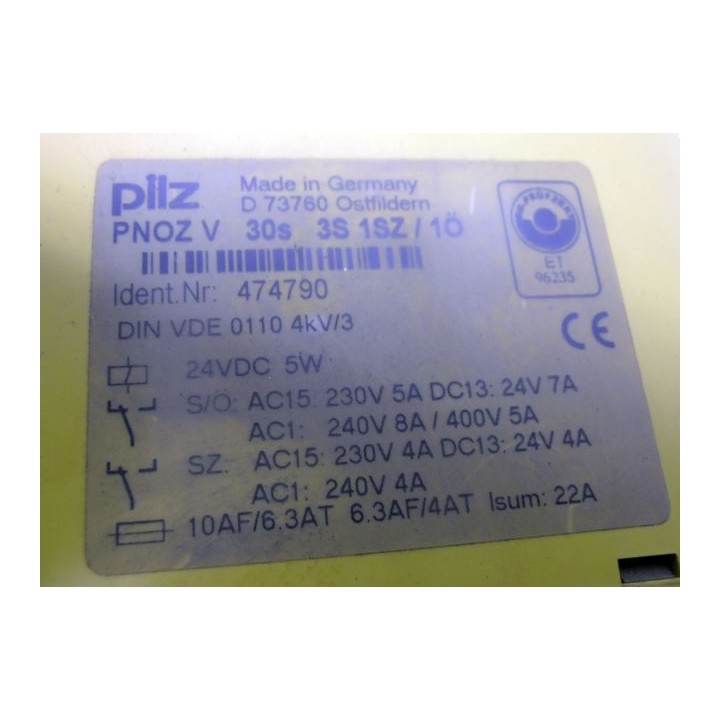 pilz Made in Germany
D 73760 Ostfildern
PNOZ V 30s 3S 1SZ / 1Ö
Ident.Nr: 474790
DIN VDE 0110 4kV/3
24VDC 5W
S/Ö: AC15: 230V 5A DC13: 24V 7A
AC1: 240V 8A / 400V 5A
SZ: AC15: 230V 4A DC13: 24V 4A
AC1: 240V 4A
10AF/6.3AT 6.3AF/4AT Isum: 22A
ET
96235
CE